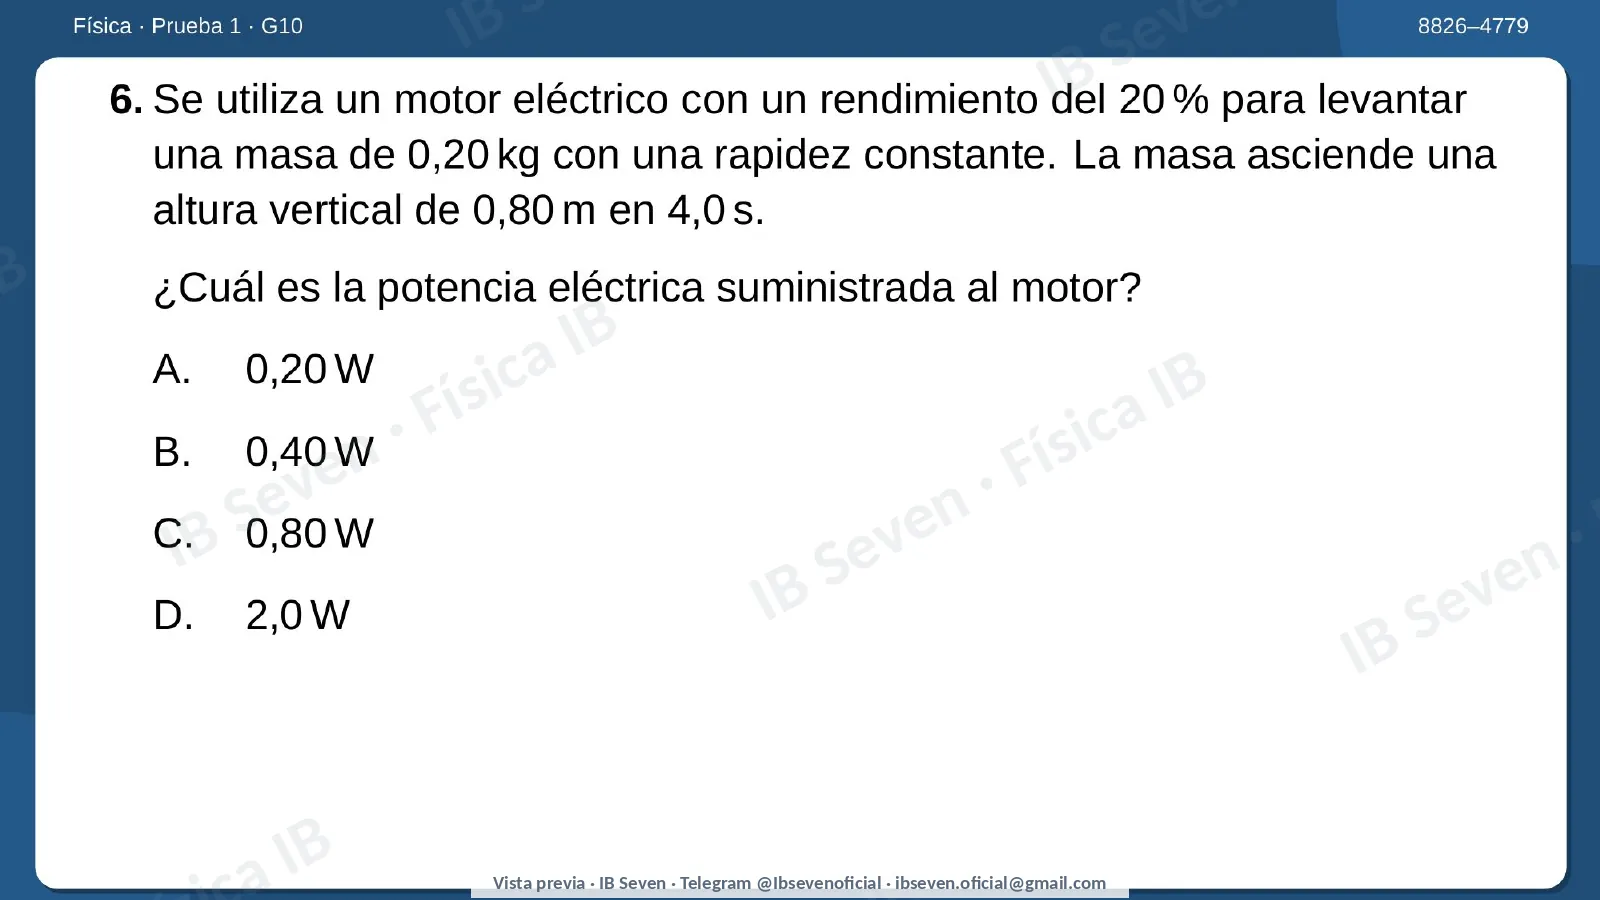 Física · Prueba 1 · G10
8826–4779
6. Se utiliza un motor eléctrico con un rendimiento del 20 % para levantar
una masa de 0,20 kg con una rapidez constante. La masa asciende una
altura vertical de 0,80 m en 4,0 s.
¿Cuál es la potencia eléctrica suministrada al motor?
A. 0,20 W
B. 0,40 W
C. 0,80 W
D. 2,0 W
IB Seven · Física IB
IB Seven · Física IB
IB Seven ·
IB Seven
Física IB
Vista previa · IB Seven · Telegram @Ibsevenoficial · ibseven.oficial@gmail.com